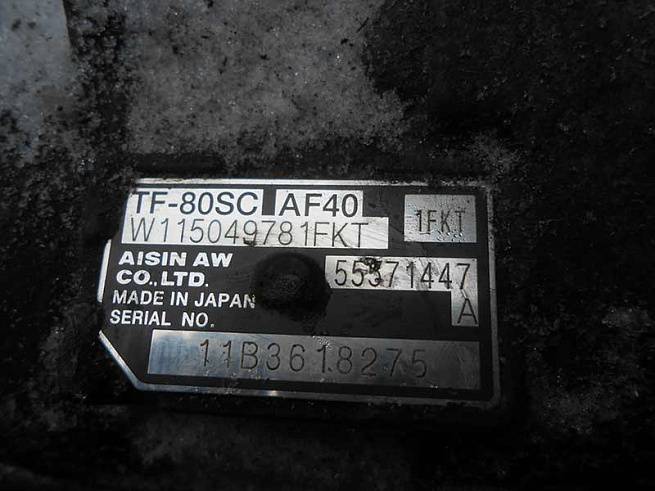 TF-80SC AF40
1FKT
W115049781FKT
AISIN AW
CO.,LTD.
55371447
A
MADE IN JAPAN
SERIAL NO.
11B3618275